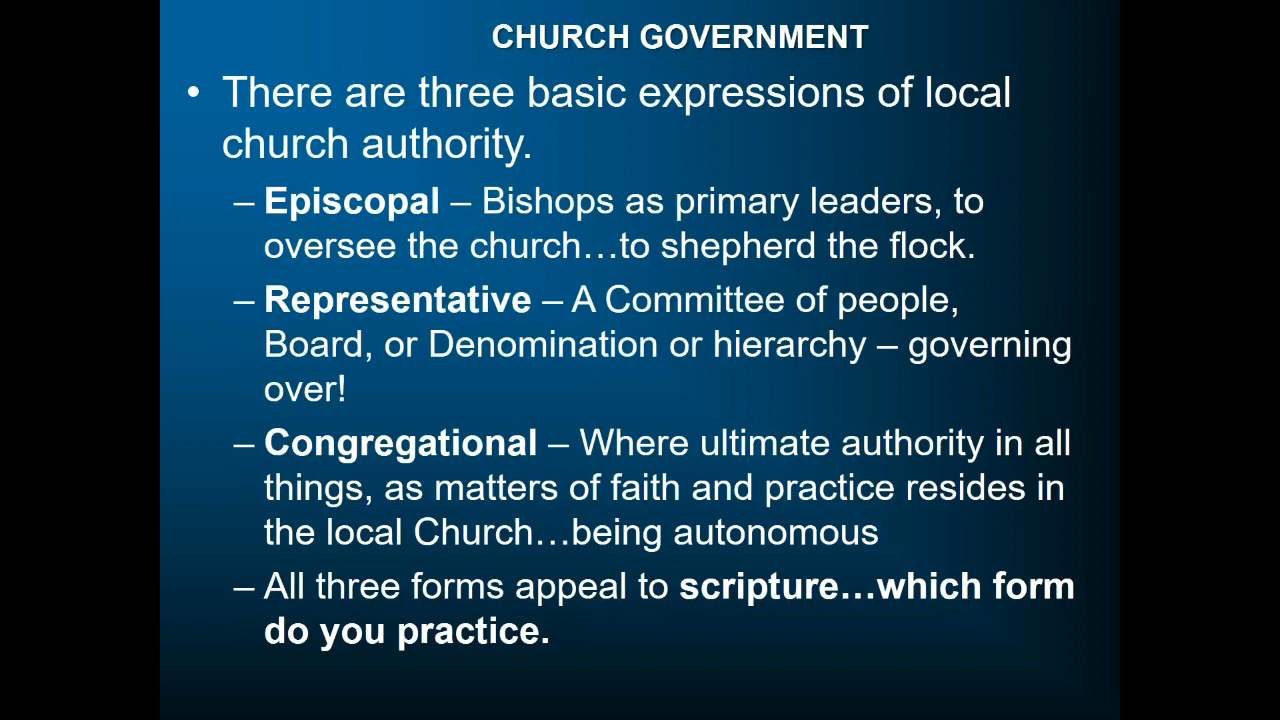 CHURCH GOVERNMENT
• There are three basic expressions of local
church authority.
– Episcopal – Bishops as primary leaders, to
oversee the church…to shepherd the flock.
– Representative – A Committee of people,
Board, or Denomination or hierarchy – governing
over!
– Congregational – Where ultimate authority in all
things, as matters of faith and practice resides in
the local Church…being autonomous
– All three forms appeal to scripture…which form
do you practice.